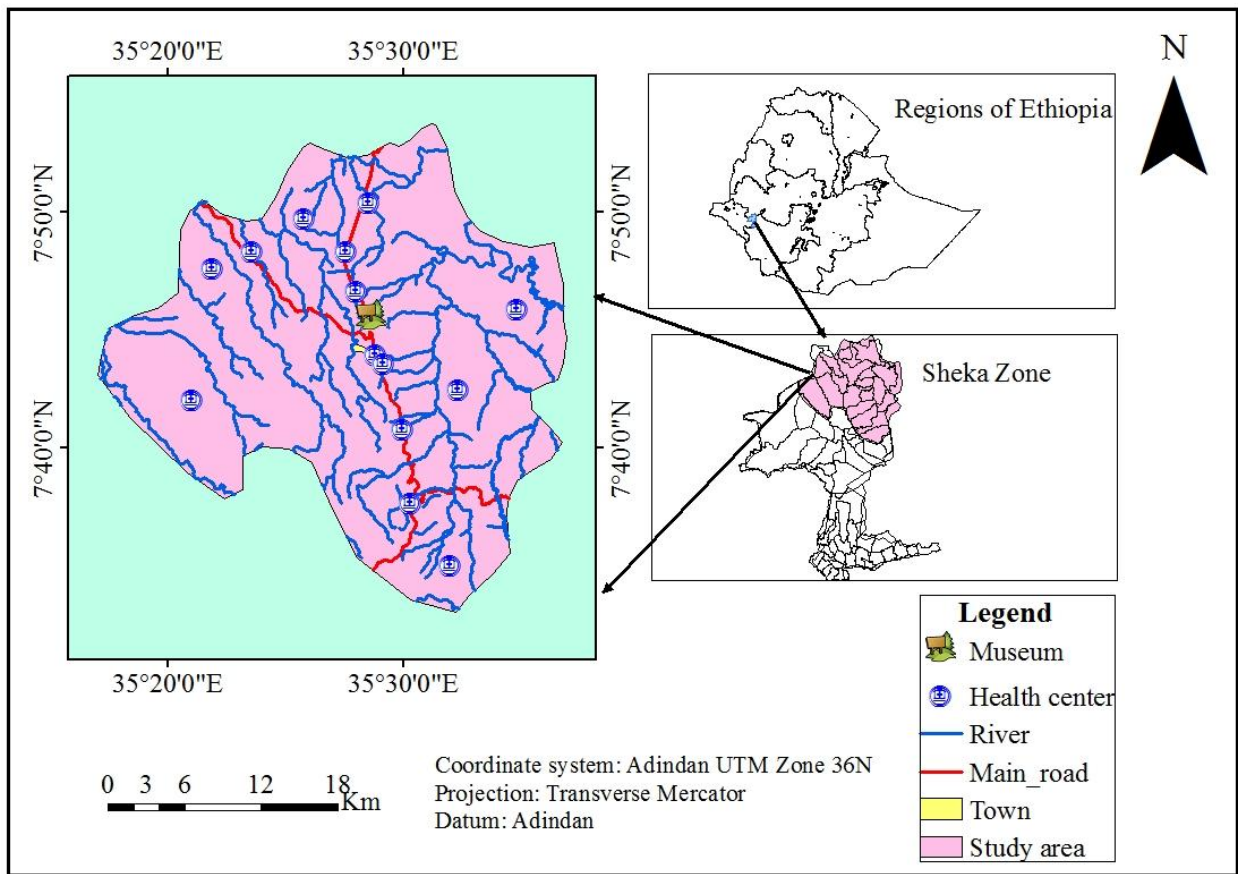 35°20'0"E 35°30'0"E
N
Regions of Ethiopia
7°50'0"N
7°50'0"N
Sheka Zone
7°40'0"N
7°40'0"N
35°20'0"E 35°30'0"E
Legend
Museum
Health center
River
Main_road
Town
Study area
0 3 6 12 18
Km
Coordinate system: Adindan UTM Zone 36N
Projection: Transverse Mercator
Datum: Adindan